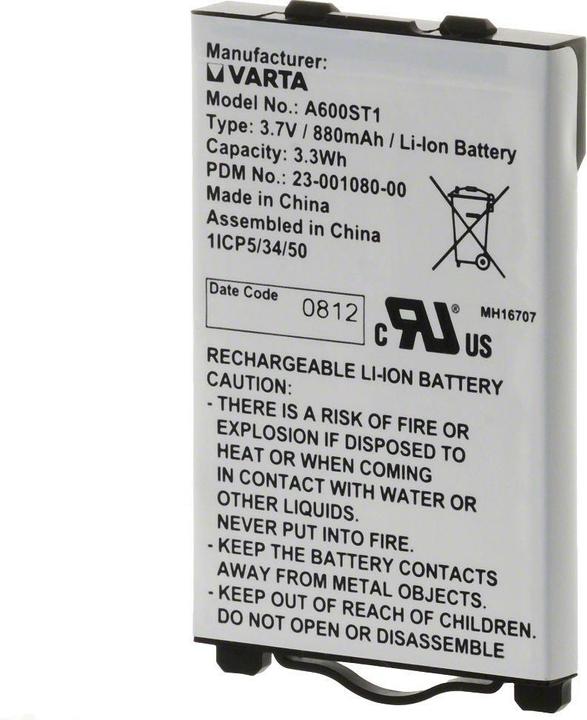 Manufacturer:
VARTA
Model No.: A600ST1
Type: 3.7V / 880mAh / Li-Ion Battery
Capacity: 3.3Wh
PDM No.: 23-001080-00
Made in China
Assembled in China
1ICP5/34/50
Date Code 0812
c RU ® US MH16707
RECHARGEABLE LI-ION BATTERY
CAUTION:
- THERE IS A RISK OF FIRE OR
EXPLOSION IF DISPOSED TO
HEAT OR WHEN COMING
IN CONTACT WITH WATER OR
OTHER LIQUIDS.
NEVER PUT INTO FIRE.
- KEEP THE BATTERY CONTACTS
AWAY FROM METAL OBJECTS.
- KEEP OUT OF REACH OF CHILDREN.
DO NOT OPEN OR DISASSEMBLE